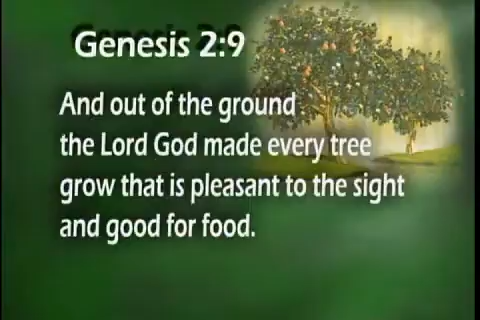 Genesis 2:9
And out of the ground
the Lord God made every tree
grow that is pleasant to the sight
and good for food.